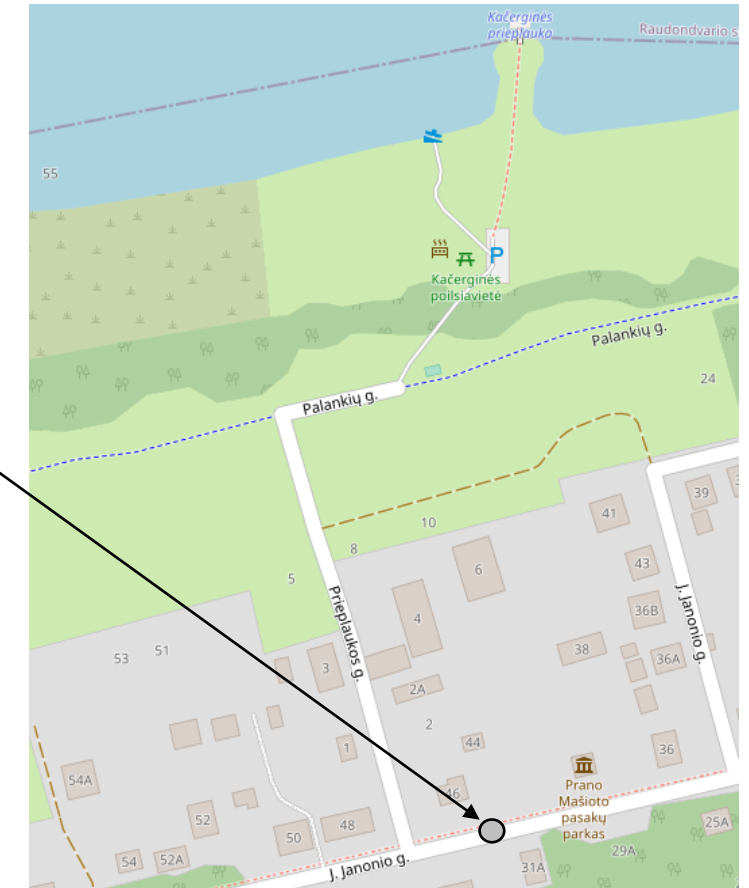 Kačerginės
prieplauka
Raudondvario s
55
P
Kačerginės
poilsiavietė
Palankių g.
24
Palankių g.
39
41
10
8
6
43
5
36B
4
Prieplaukos g.
J. Janonio g.
38
36A
51
53
3
2A
2
44
1
36
Prano
Mašioto
pasakų
parkas
54A
46
52
48
50
25A
29A
54
52A
J. Janonio g.
31A